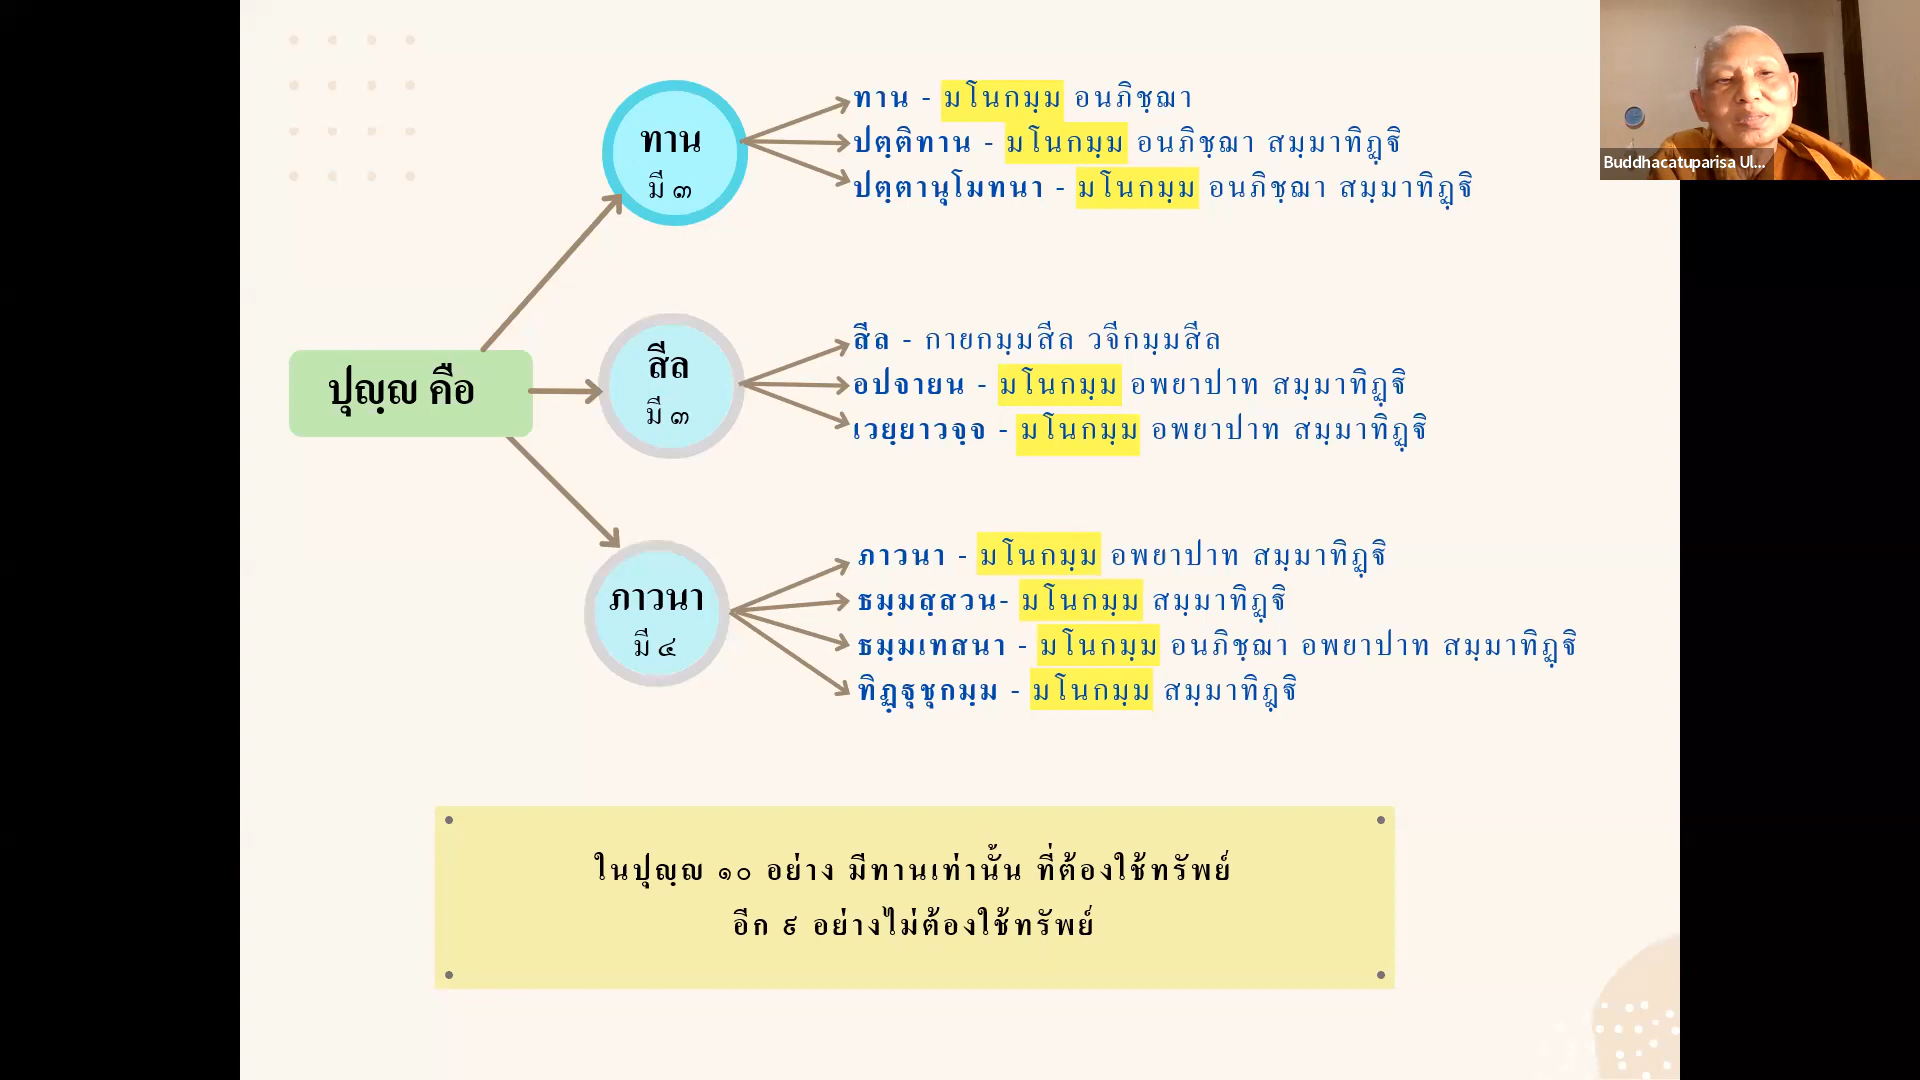 ปุญฺญ คือ
ทาน
มี ๓
ทาน - มโนกมฺม อนภิชฺฌา
ปตฺติทาน - มโนกมฺม อนภิชฺฌา สมฺมาทิฏฺฐิ
ปตฺตานุโมทนา - มโนกมฺม อนภิชฺฌา สมฺมาทิฏฺฐิ
สีล
มี ๓
สีล - กายกมฺมสีล วจีกมฺมสีล
อปจายน - มโนกมฺม อพยาปาท สมฺมาทิฏฺฐิ
เวยฺยาวจฺจ - มโนกมฺม อพยาปาท สมฺมาทิฏฺฐิ
ภาวนา
มี ๔
ภาวนา - มโนกมฺม อพยาปาท สมฺมาทิฏฺฐิ
ธมฺมสฺสวน- มโนกมฺม สมฺมาทิฏฺฐิ
ธมฺมเทสนา - มโนกมฺม อนภิชฺฌา อพยาปาท สมฺมาทิฏฺฐิ
ทิฏฺฐุชุกมฺม - มโนกมฺม สมฺมาทิฏฺฐิ
ในปุญฺญ ๑๐ อย่าง มีทานเท่านั้น ที่ต้องใช้ทรัพย์
อีก ๙ อย่างไม่ต้องใช้ทรัพย์
Buddhacatuparisa Ul...